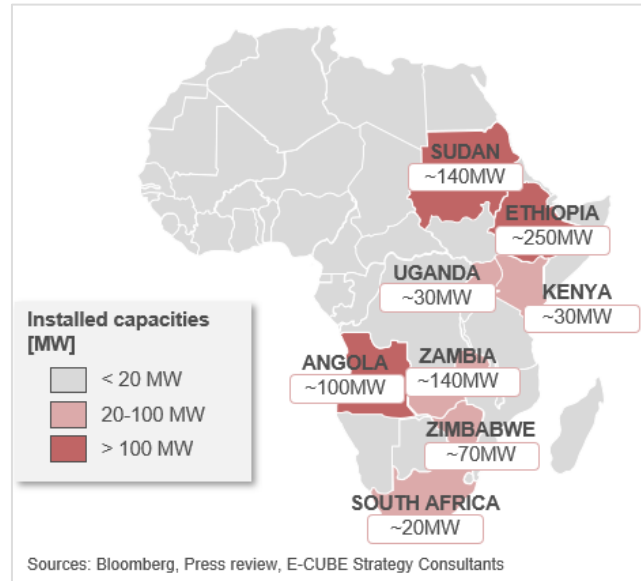 SUDAN
~140MW
ETHIOPIA
~250MW
UGANDA
~30MW
KENYA
~30MW
Installed capacities
[MW]
< 20 MW
20-100 MW
> 100 MW
ANGOLA
~100MW
ZAMBIA
~140MW
ZIMBABWE
~70MW
SOUTH AFRICA
~20MW
Sources: Bloomberg, Press review, E-CUBE Strategy Consultants